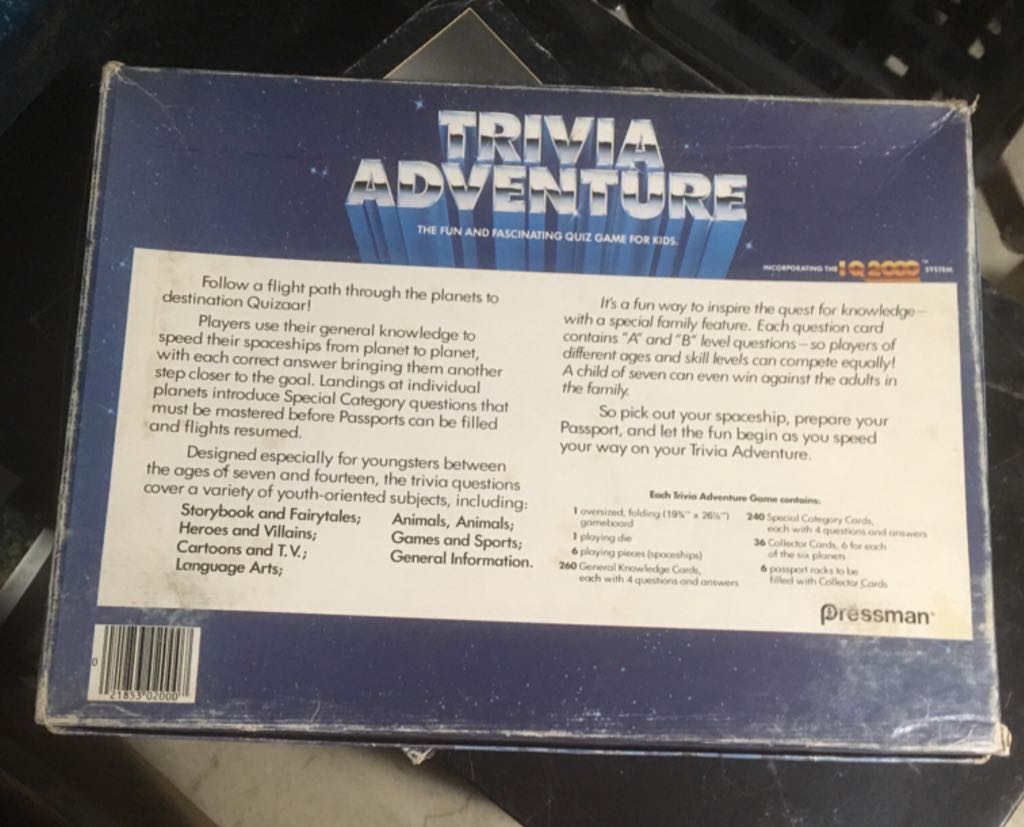 TRIVIA
ADVENTURE
THE FUN AND FASCINATING QUIZ GAME FOR KIDS.
INCORPORATING THE IQ 2000™ SYSTEM
Follow a flight path through the planets to
destination Quizaar!
Players use their general knowledge to
speed their spaceships from planet to planet,
with each correct answer bringing them another
step closer to the goal. Landings at individual
planets introduce Special Category questions that
must be mastered before Passports can be filled
and flights resumed.
Designed especially for youngsters between
the ages of seven and fourteen, the trivia questions
cover a variety of youth-oriented subjects, including:
Storybook and Fairytales;
Heroes and Villains;
Cartoons and T.V.;
Language Arts;
Animals, Animals;
Games and Sports;
General Information.
It's a fun way to inspire the quest for knowledge—
with a special family feature. Each question card
contains "A" and "B" level questions—so players of
different ages and skill levels can compete equally!
A child of seven can even win against the adults in
the family.
So pick out your spaceship, prepare your
Passport, and let the fun begin as you speed
your way on your Trivia Adventure.
Each Trivia Adventure Game contains:
1 oversized, folding
gameboard
1 playing die
6 playing pieces (spaceships)
260 General Knowledge Cards,
each with 4 questions and answers
240 Special Category Cards,
each with 4 questions and answers
36 Collector Cards, 6 for each
of the six planets
6 passport racks to be
filled with Collector Cards
Pressman®
0
21853 02000